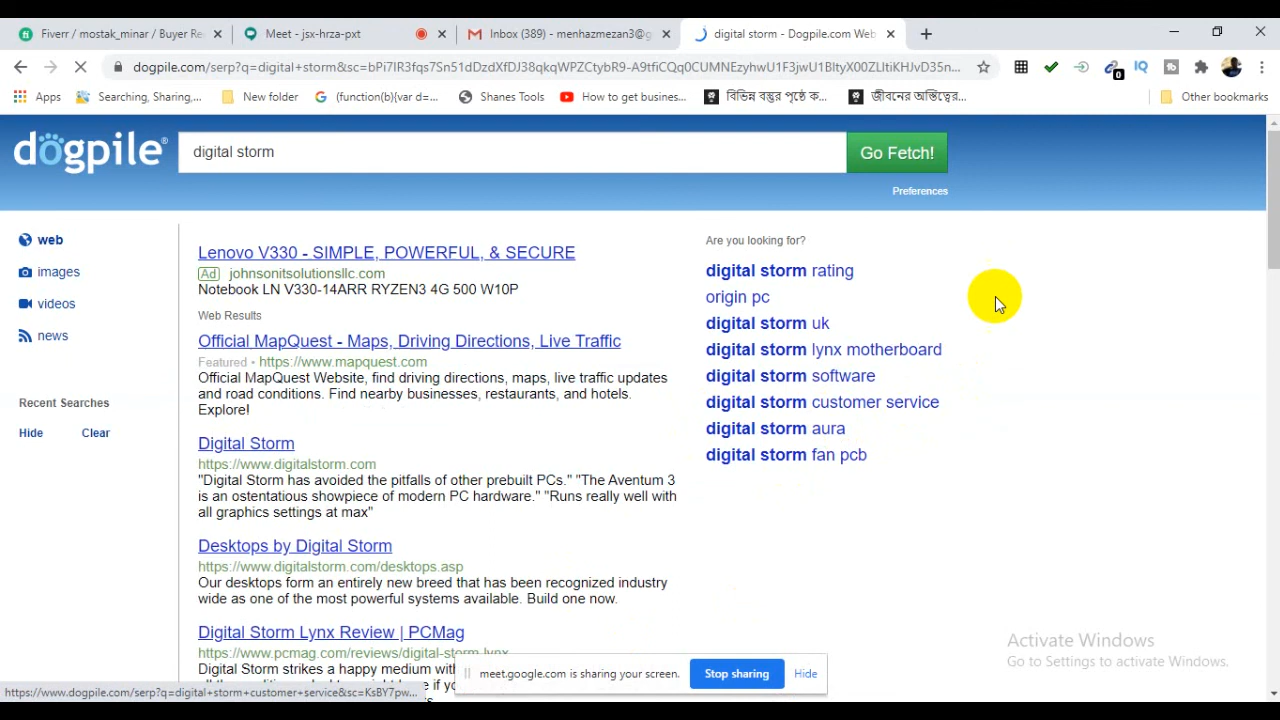 Fiverr / mostak_minar / Buyer Re
Meet - jsx-hrza-pxt
Inbox (389) - menhazmezan3@g
digital storm - Dogpile.com Web
dogpile.com/serp?q=digital+storm&sc=bPi7IR3fqs7Sn51dDzdXfDJ38qkqWPZCtybR9-A9tfiCQq0CUMNEzyhwU1F3jwU1BItyX00ZLItiKHJvD35n...
0
IQ
Apps
Searching, Sharing,...
New folder
(function(b){var d=...
Shanes Tools
How to get busines...
বিভিন্ন বস্তুর পৃষ্ঠে ক...
জীবনের অস্তিত্বের...
Other bookmarks
dogpile®
digital storm
Go Fetch!
Preferences
web
images
videos
news
Recent Searches
Hide
Clear
Lenovo V330 - SIMPLE, POWERFUL, & SECURE
Ad johnsonitsolutionsllc.com
Notebook LN V330-14ARR RYZEN3 4G 500 W10P
Web Results
Official MapQuest - Maps, Driving Directions, Live Traffic
Featured • https://www.mapquest.com
Official MapQuest Website, find driving directions, maps, live traffic updates
and road conditions. Find nearby businesses, restaurants, and hotels.
Explore!
Digital Storm
https://www.digitalstorm.com
"Digital Storm has avoided the pitfalls of other prebuilt PCs." "The Aventum 3
is an ostentatious showpiece of modern PC hardware." "Runs really well with
all graphics settings at max"
Desktops by Digital Storm
https://www.digitalstorm.com/desktops.asp
Our desktops form an entirely new breed that has been recognized industry
wide as one of the most powerful systems available. Build one now.
Digital Storm Lynx Review | PCMag
https://www.pcmag.com/reviews/digital-storm-lynx
Digital Storm strikes a happy medium with
Are you looking for?
digital storm rating
origin pc
digital storm uk
digital storm lynx motherboard
digital storm software
digital storm customer service
digital storm aura
digital storm fan pcb
Activate Windows
Go to Settings to activate Windows.
meet.google.com is sharing your screen.
Stop sharing
Hide
https://www.dogpile.com/serp?q=digital+storm+customer+service&sc=KsBY7pw...